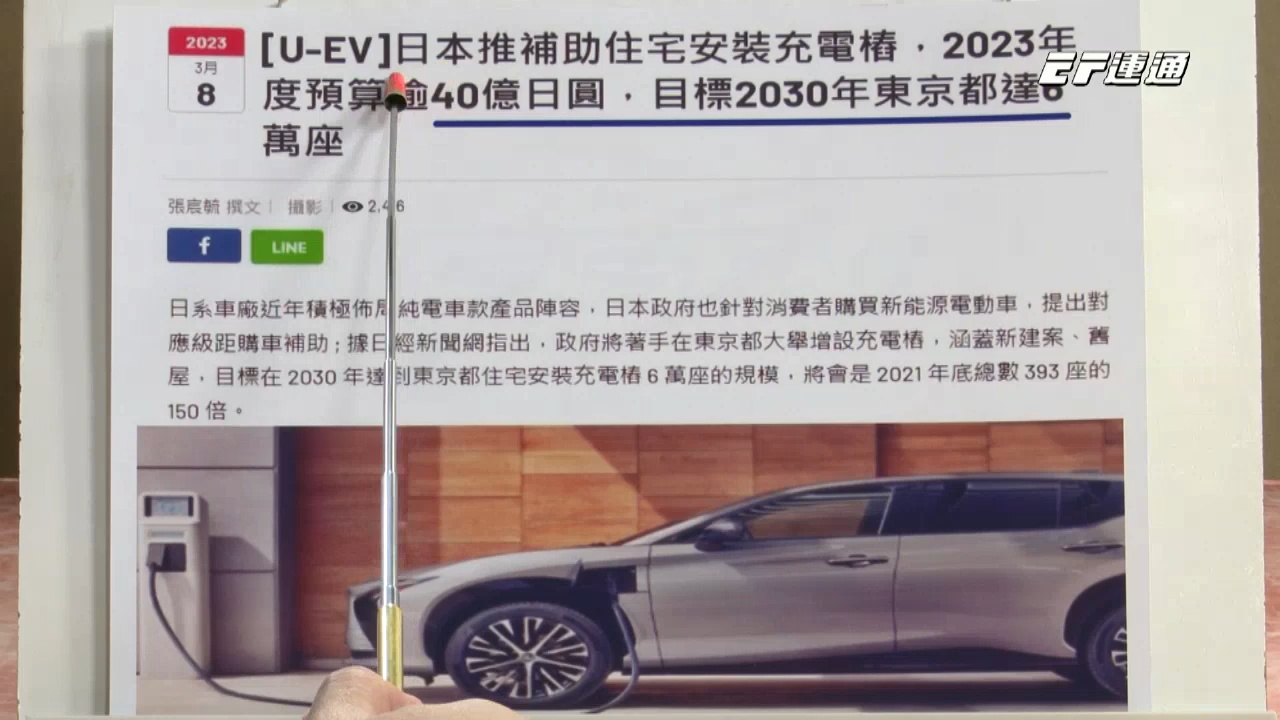 2023
3月
8
[U-EV]日本推補助住宅安裝充電樁，2023年
度預算逾40億日圓，目標2030年東京都達6
萬座
EF運通
張宸毓 撰文 | 攝影 |
f
LINE
日系車廠近年積極佈局純電車款產品陣容，日本政府也針對消費者購買新能源電動車，提出對
應級距購車補助；據日經新聞網指出，政府將著手在東京都大舉增設充電樁，涵蓋新建案、舊
屋，目標在 2030 年達到東京都住宅安裝充電樁 6 萬座的規模，將會是 2021 年底總數 393 座的
150 倍。